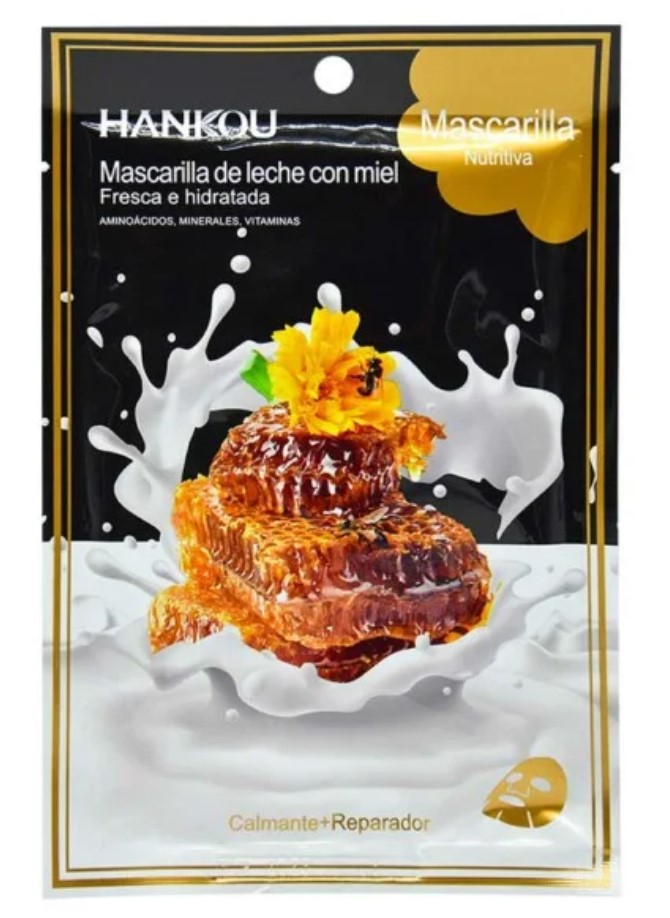 HANKOU
Mascarilla
Nutritiva
Mascarilla de leche con miel
Fresca e hidratada
AMINOÁCIDOS, MINERALES, VITAMINAS
Calmante+Reparador